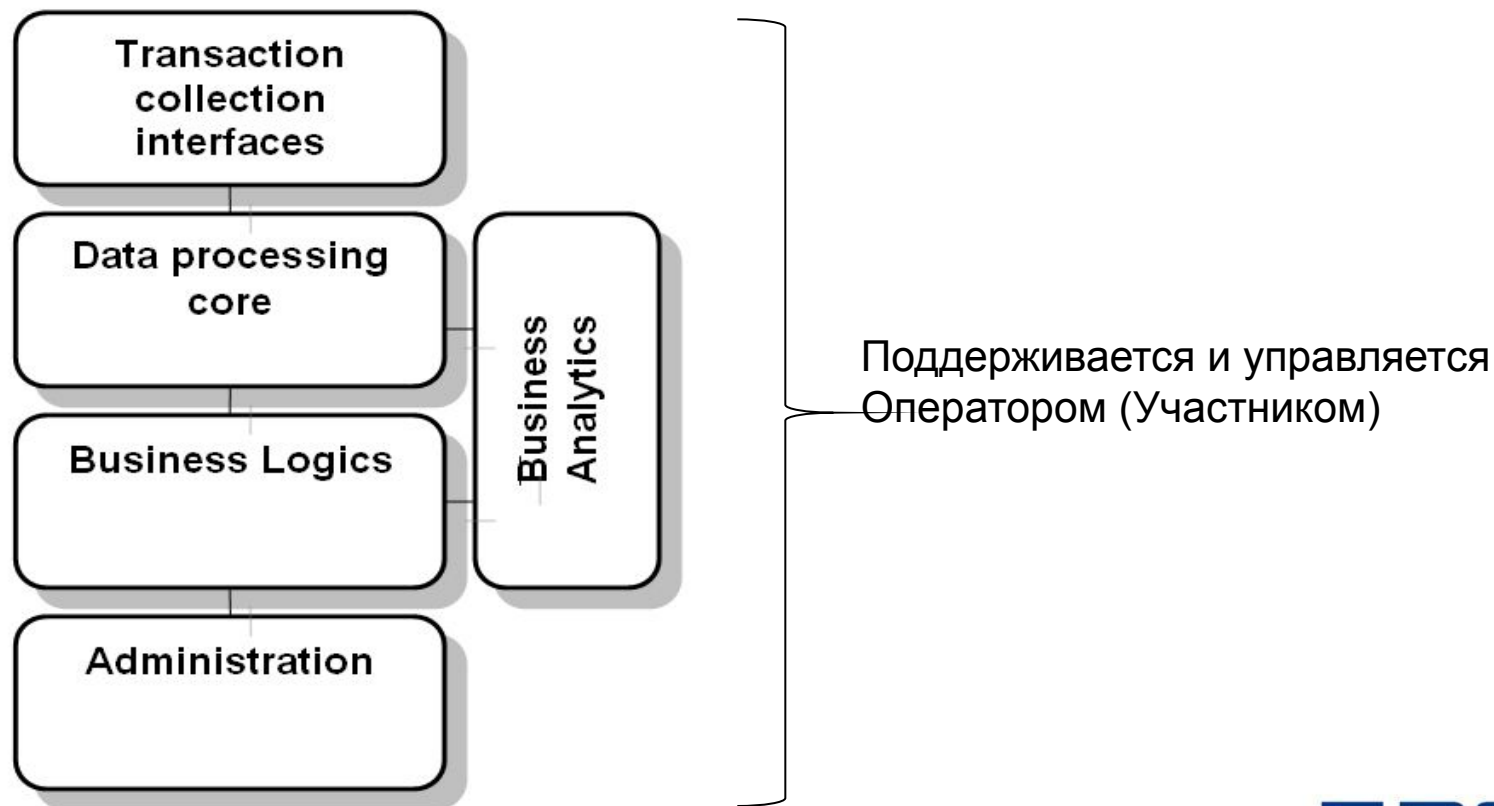 Transaction
collection
interfaces
Data processing
core
Business
Analytics
Business Logics
Administration
Поддерживается и управляется
Оператором (Участником)